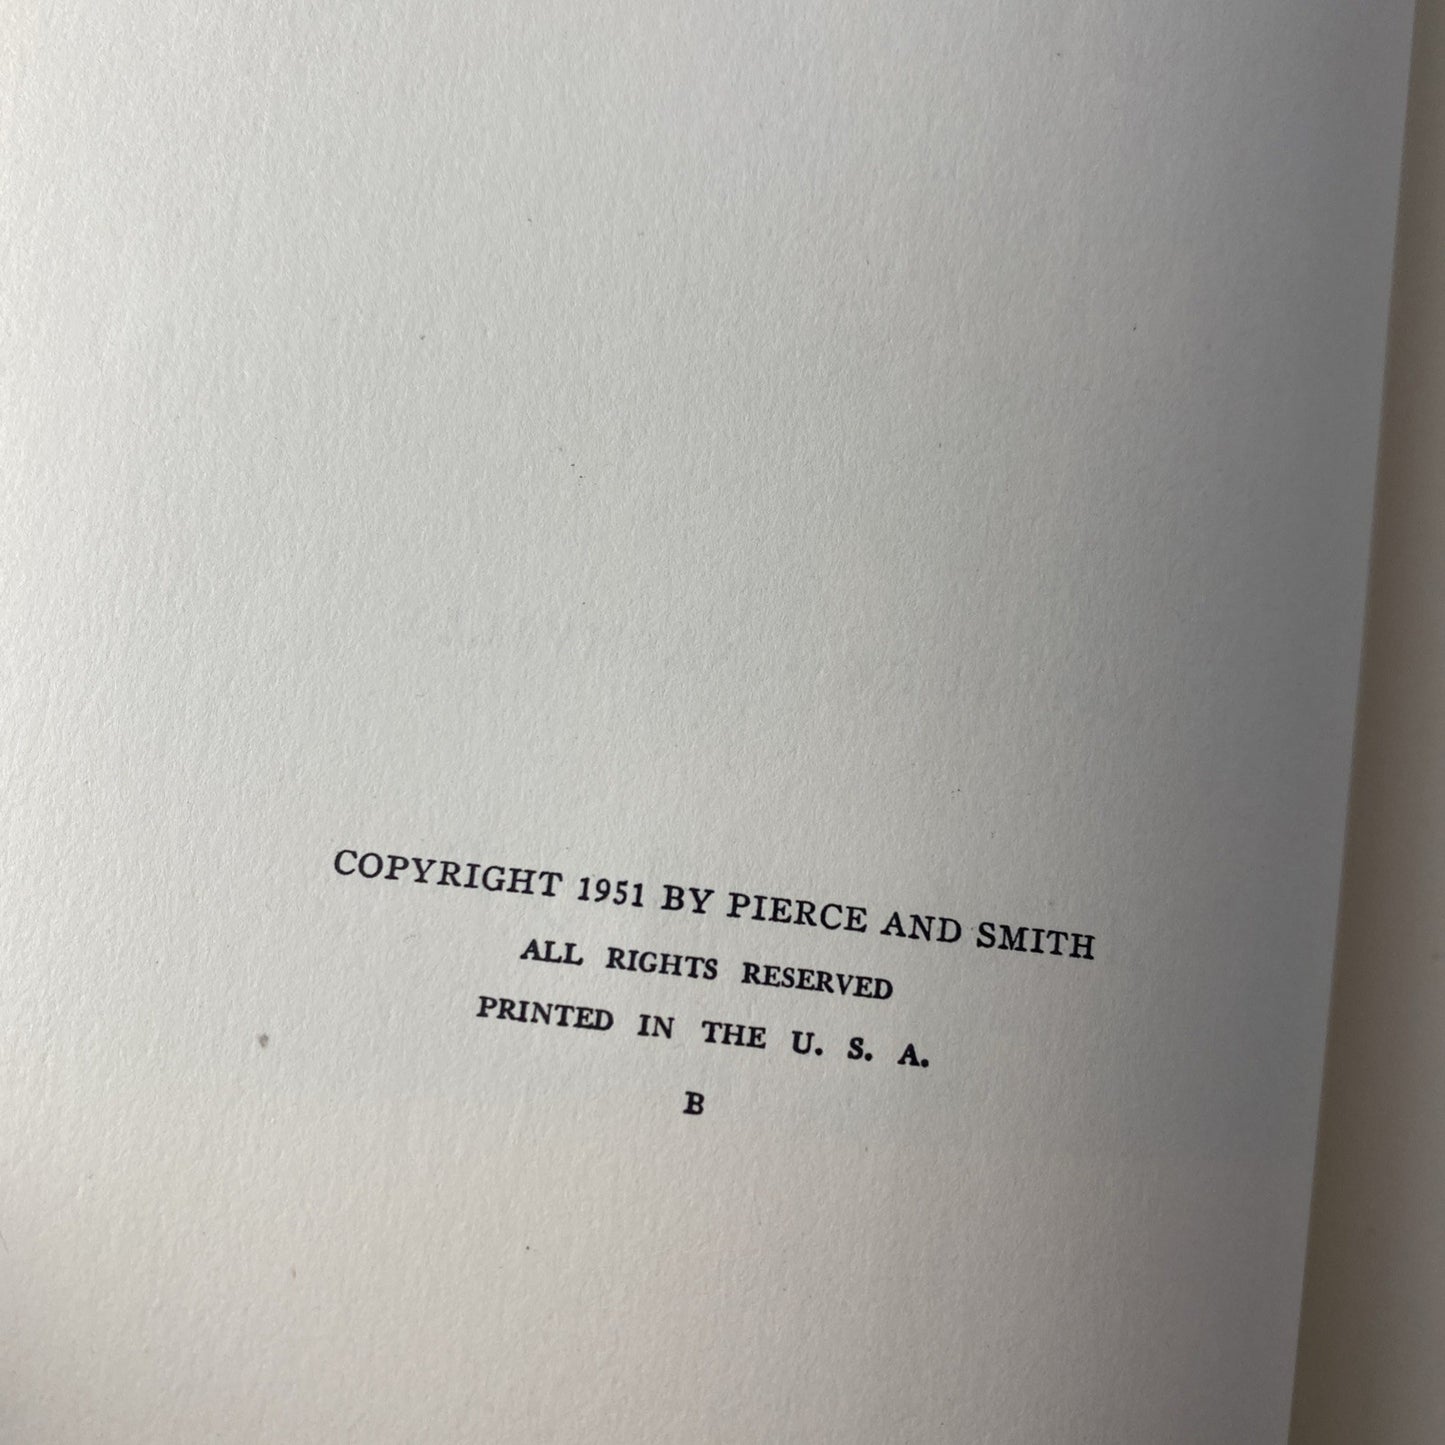 COPYRIGHT 1951 BY PIERCE AND SMITH
ALL RIGHTS RESERVED
PRINTED IN THE U. S. A.
B